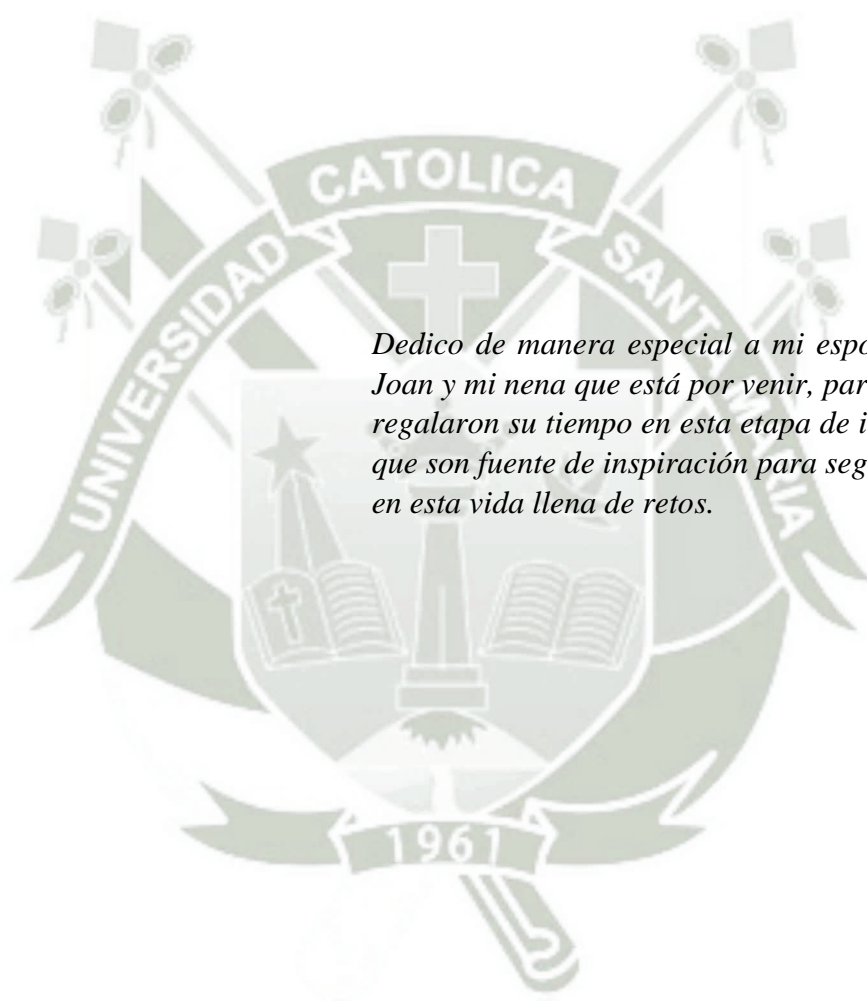 CATOLICA
UNIVERSIDAD
SANTA MARIA
Dedico de manera especial a mi espo
Joan y mi nena que está por venir, par
regalaron su tiempo en esta etapa de i
que son fuente de inspiración para seg
en esta vida llena de retos.
1961